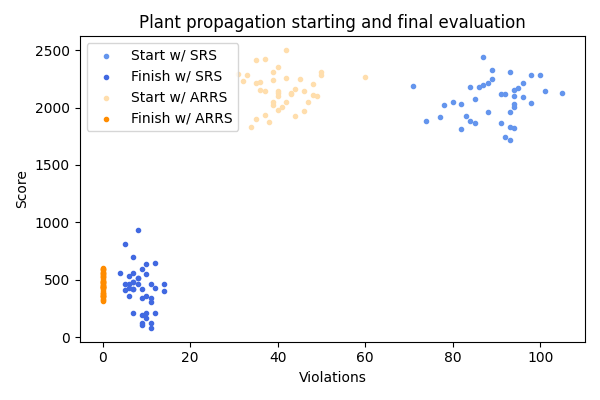 Plant propagation starting and final evaluation
Start w/ SRS
Finish w/ SRS
Start w/ ARRS
Finish w/ ARRS
Score
2500
2000
1500
1000
500
0
0 20 40 60 80 100
Violations